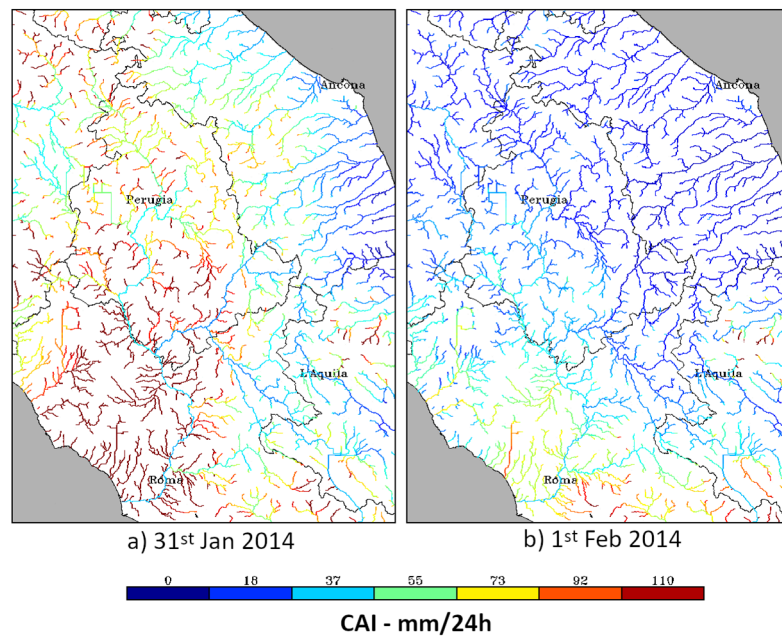 Ancona
Perugia
L'Aquila
Roma
a) 31st Jan 2014
Ancona
Perugia
L'Aquila
Roma
b) 1st Feb 2014
0 18 37 55 73 92 110
CAI - mm/24h